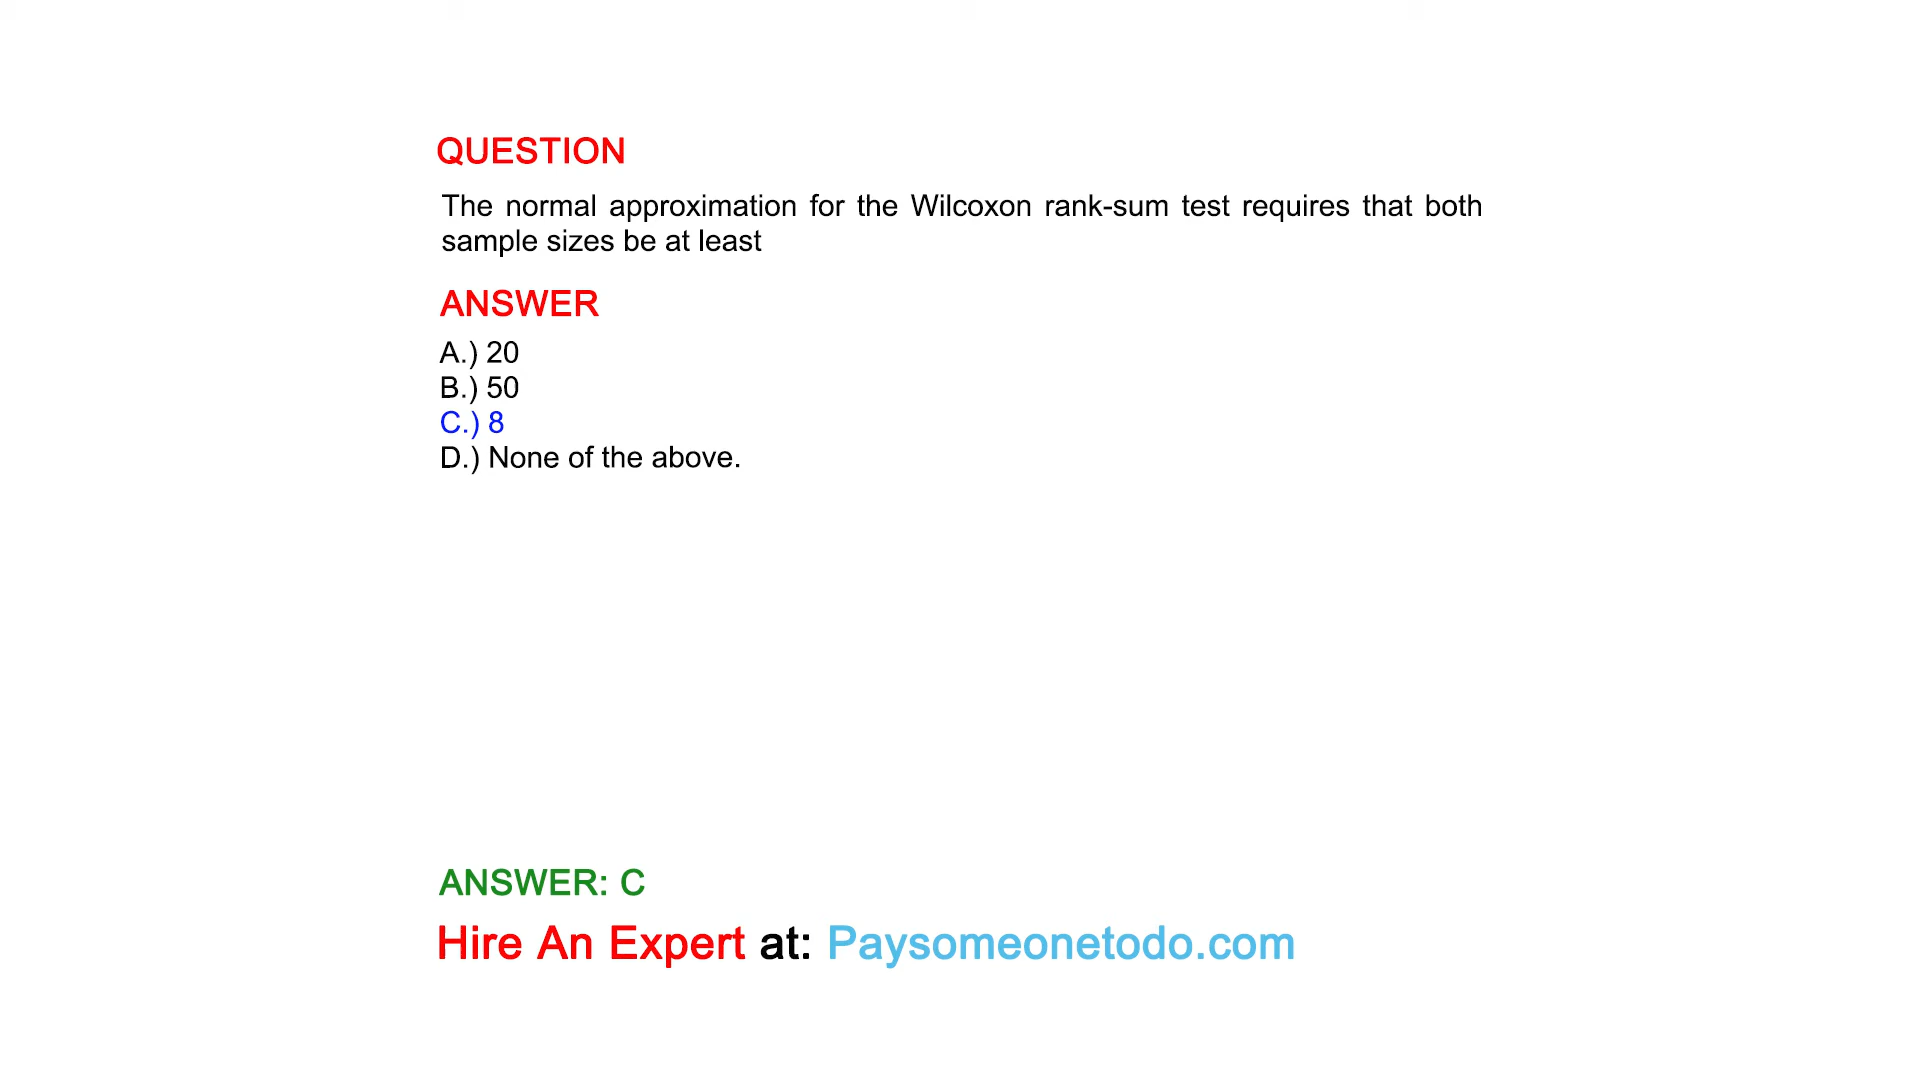 QUESTION
The normal approximation for the Wilcoxon rank-sum test requires that both
sample sizes be at least
ANSWER
A.) 20
B.) 50
C.) 8
D.) None of the above.
ANSWER: C
Hire An Expert at: Paysomeonetodo.com